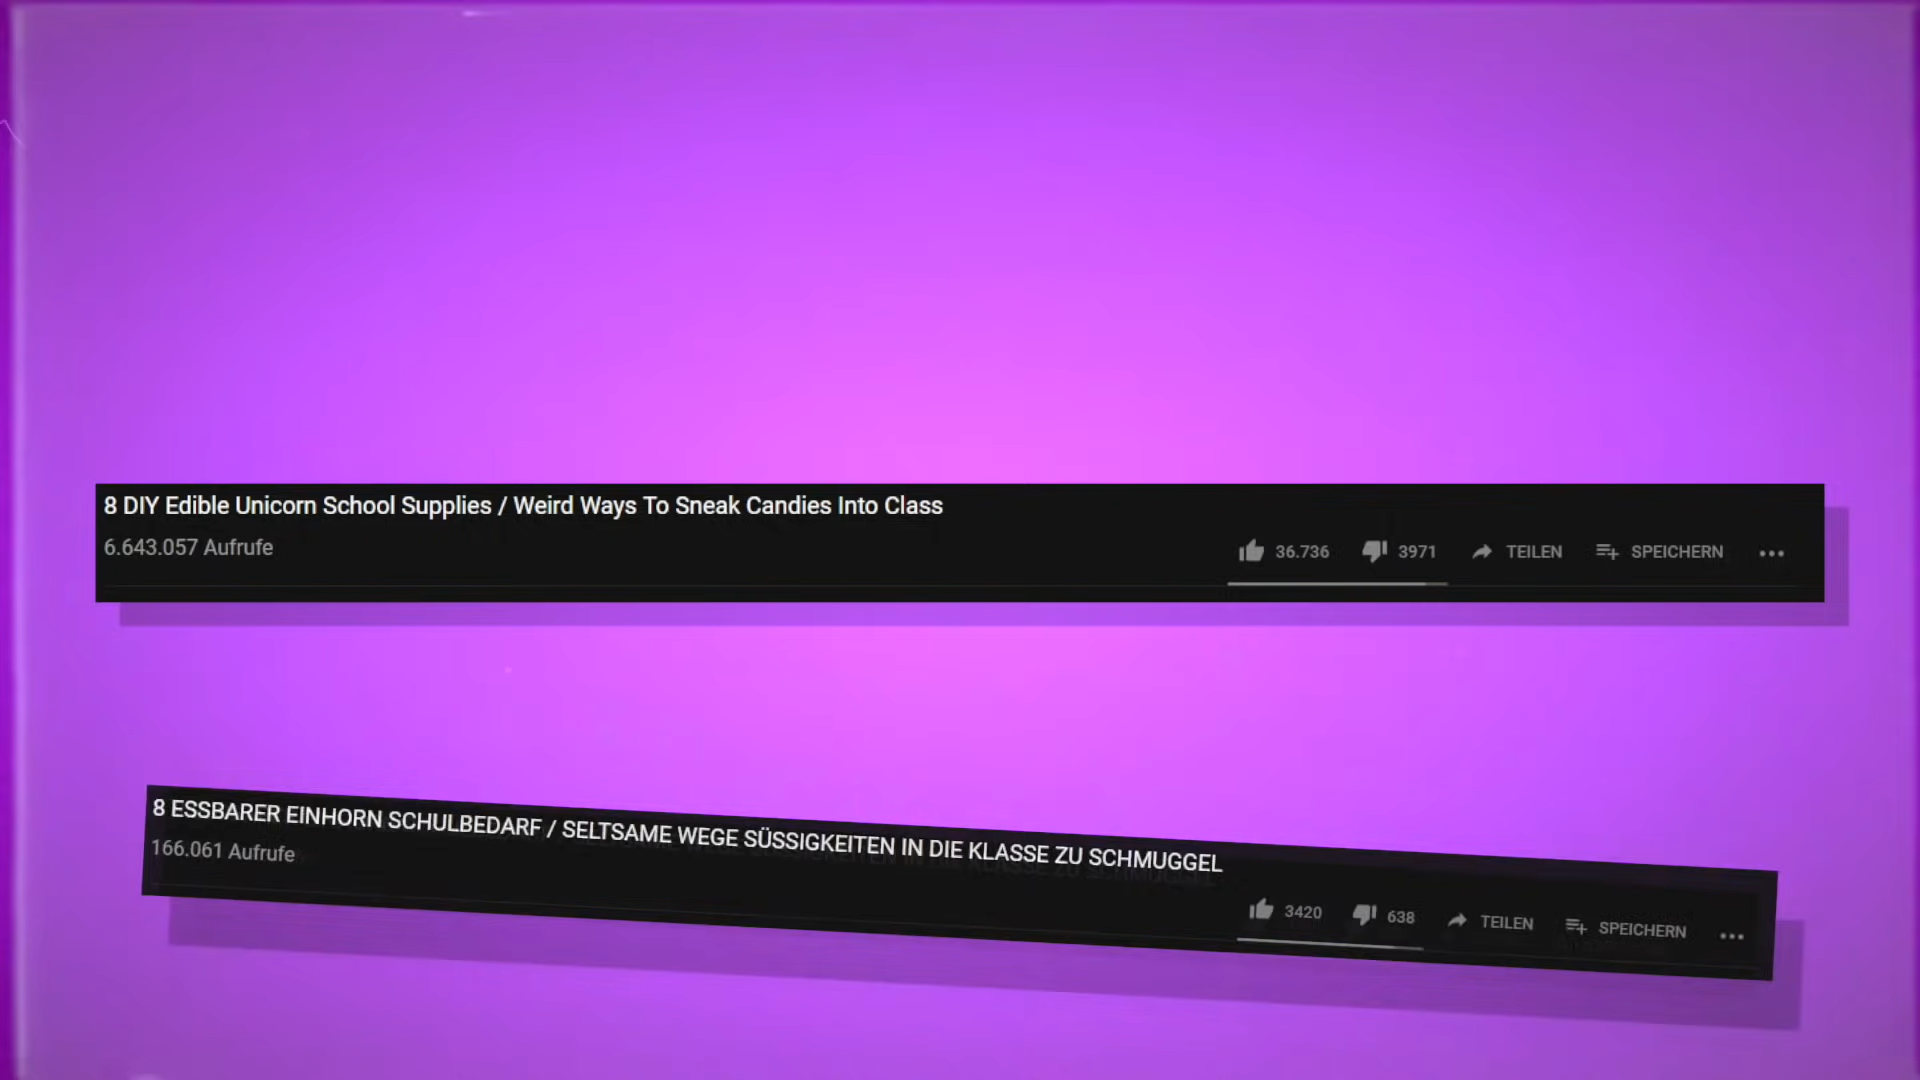 8 DIY Edible Unicorn School Supplies / Weird Ways To Sneak Candies Into Class
6.643.057 Aufrufe
36.736 3971 TEILEN SPEICHERN
8 ESSBARER EINHORN SCHULBEDARF / SELTSAME WEGE SÜSSIGKEITEN IN DIE KLASSE ZU SCHMUGGEL
166.061 Aufrufe
3420 638 TEILEN SPEICHERN